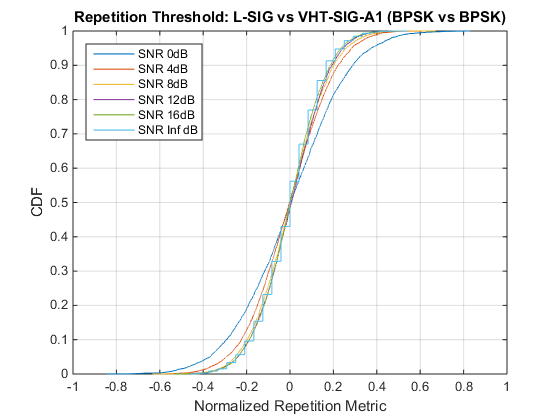 Repetition Threshold: L-SIG vs VHT-SIG-A1 (BPSK vs BPSK)
1
0.9
0.8
0.7
0.6
0.5
0.4
0.3
0.2
0.1
0
CDF
SNR 0dB
SNR 4dB
SNR 8dB
SNR 12dB
SNR 16dB
SNR Inf dB
-1 -0.8 -0.6 -0.4 -0.2 0 0.2 0.4 0.6 0.8 1
Normalized Repetition Metric